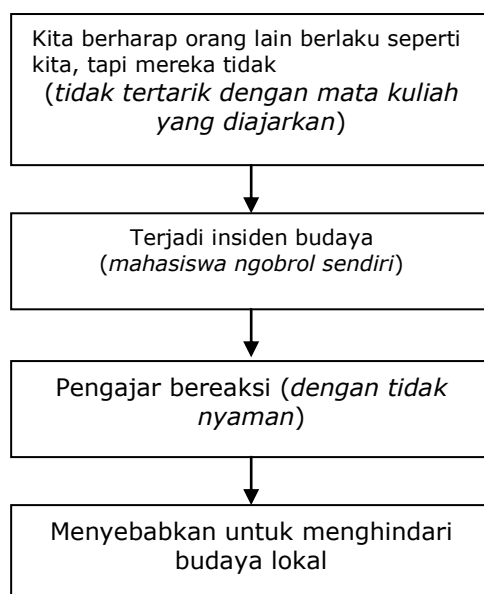 Kita berharap orang lain berlaku seperti
kita, tapi mereka tidak
(tidak tertarik dengan mata kuliah
yang diajarkan)
Terjadi insiden budaya
(mahasiswa ngobrol sendiri)
Pengajar bereaksi (dengan tidak
nyaman)
Menyebabkan untuk menghindari
budaya lokal